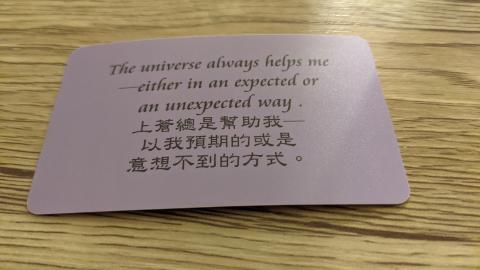 The universe always helps me
—either in an expected or
an unexpected way .
上蒼總是幫助我—
以我預期的或是
意想不到的方式。